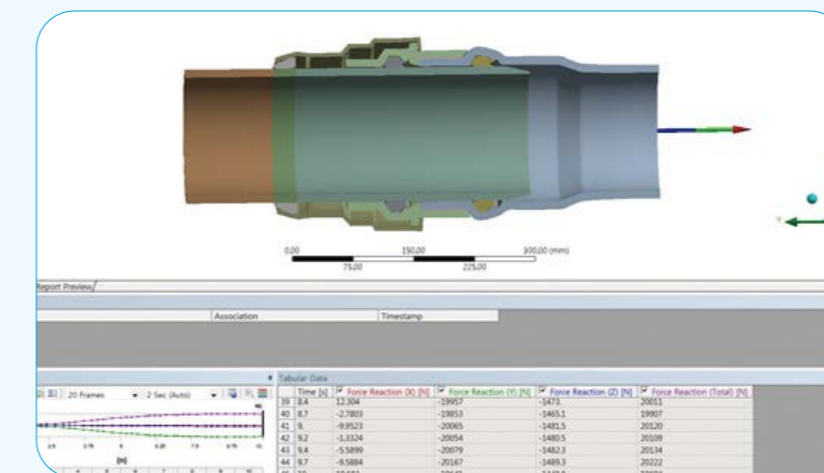 0.00 150.00 300.00 (mm)
75.00 225.00
Report Preview/
Association Timestamp
Tabular Data
20 Frames 2 Sec (Auto)
Time [s] Force Reaction (X) [N] Force Reaction (Y) [N] Force Reaction (Z) [N] Force Reaction (Total) [N]
39 8.4 12.304 -19957 -1473. 20011
40 8.7 -2.7803 -19853 -1465.1 19907
41 9. -9.9523 -20065 -1481.5 20120
42 9.2 -1.3324 -20054 -1480.5 20109
43 9.4 -5.5899 -20079 -1482.3 20134
44 9.7 -9.5884 -20167 -1489.3 20222
[s]